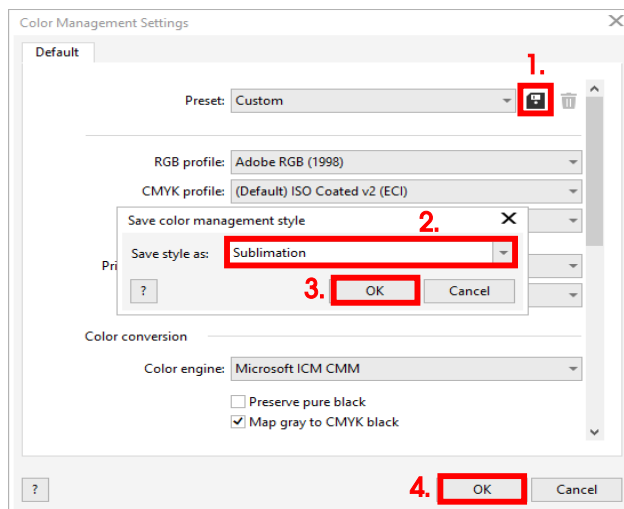 Color Management Settings
Default
1.
Preset: Custom
RGB profile: Adobe RGB (1998)
CMYK profile: (Default) ISO Coated v2 (ECI)
Save color management style
2.
Save style as: Sublimation
Pri
? 3. OK Cancel
Color conversion
Color engine: Microsoft ICM CMM
Preserve pure black
Map gray to CMYK black
? 4. OK Cancel